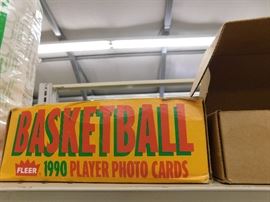 BASKETBALL
FLEER 1990 PLAYER PHOTO CARDS